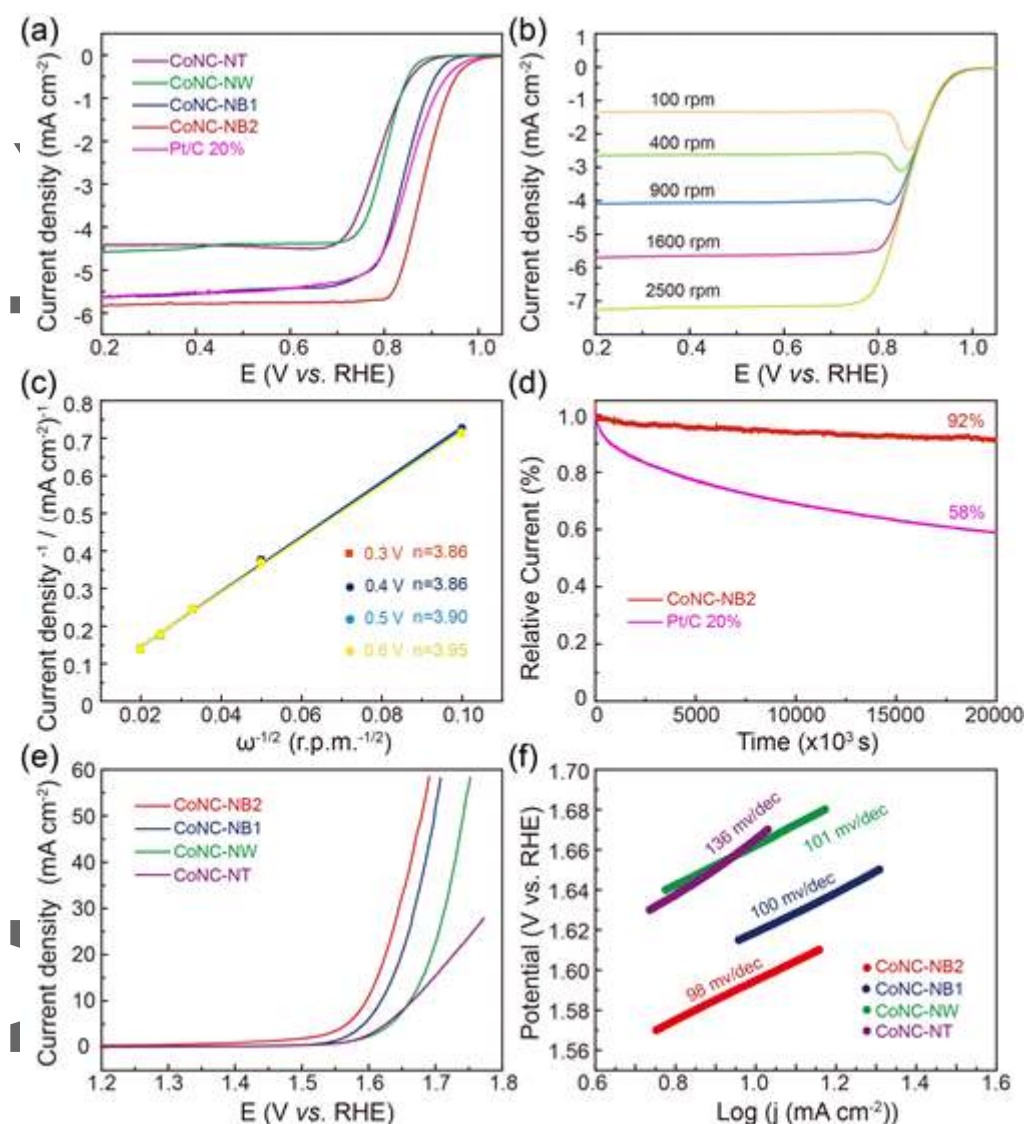 (a)
0
-1
-2
-3
-4
-5
-6
Current density (mA cm-2)
CoNC-NT
CoNC-NW
CoNC-NB1
CoNC-NB2
Pt/C 20%
0.2 0.4 0.6 0.8 1.0
E (V vs. RHE)
(b)
1
0
-1
-2
-3
-4
-5
-6
-7
Current density (mA cm-2)
100 rpm
400 rpm
900 rpm
1600 rpm
2500 rpm
0.2 0.4 0.6 0.8 1.0
E (V vs. RHE)
(c)
0.8
0.7
0.6
0.5
0.4
0.3
0.2
0.1
0
Current density -1 / (mA cm-2)-1
0.3 V n=3.86
0.4 V n=3.86
0.5 V n=3.90
0.6 V n=3.95
0.02 0.04 0.06 0.08 0.10
ω-1/2 (r.p.m.-1/2)
(d)
1.0
0.8
0.6
0.4
0.2
0
Relative Current (%)
92%
58%
CoNC-NB2
Pt/C 20%
0 5000 10000 15000 20000
Time (x103 s)
(e)
60
50
40
30
20
10
0
Current density (mA cm-2)
CoNC-NB2
CoNC-NB1
CoNC-NW
CoNC-NT
1.2 1.3 1.4 1.5 1.6 1.7 1.8
E (V vs. RHE)
(f)
1.70
1.68
1.66
1.64
1.62
1.60
1.58
1.56
Potential (V vs. RHE)
136 mv/dec
101 mv/dec
100 mv/dec
98 mv/dec
CoNC-NB2
CoNC-NB1
CoNC-NW
CoNC-NT
0.6 0.8 1.0 1.2 1.4 1.6
Log (j (mA cm-2))